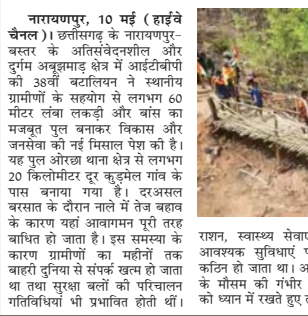 नारायणपुर, 10 मई (हाईवे
चैनल)। छत्तीसगढ़ के नारायणपुर-
बस्तर के अतिसंवेदनशील और
दुर्गम अबूझमाड़ क्षेत्र में आईटीबीपी
की 38वीं बटालियन ने स्थानीय
ग्रामीणों के सहयोग से लगभग 60
मीटर लंबा लकड़ी और बांस का
मजबूत पुल बनाकर विकास और
जनसेवा की नई मिसाल पेश की है।
यह पुल ओरछा थाना क्षेत्र से लगभग
20 किलोमीटर दूर कुड़मेल गांव के
पास बनाया गया है। दरअसल
बरसात के दौरान नाले में तेज बहाव
के कारण यहां आवागमन पूरी तरह
बाधित हो जाता है। इस समस्या के
कारण ग्रामीणों का महीनों तक
बाहरी दुनिया से संपर्क खत्म हो जाता
था तथा सुरक्षा बलों की परिचालन
गतिविधियां भी प्रभावित होती थीं।
राशन, स्वास्थ्य सेवाएं
आवश्यक सुविधाएं
कठिन हो जाता था।
के मौसम की गंभीर
को ध्यान में रखते हुए